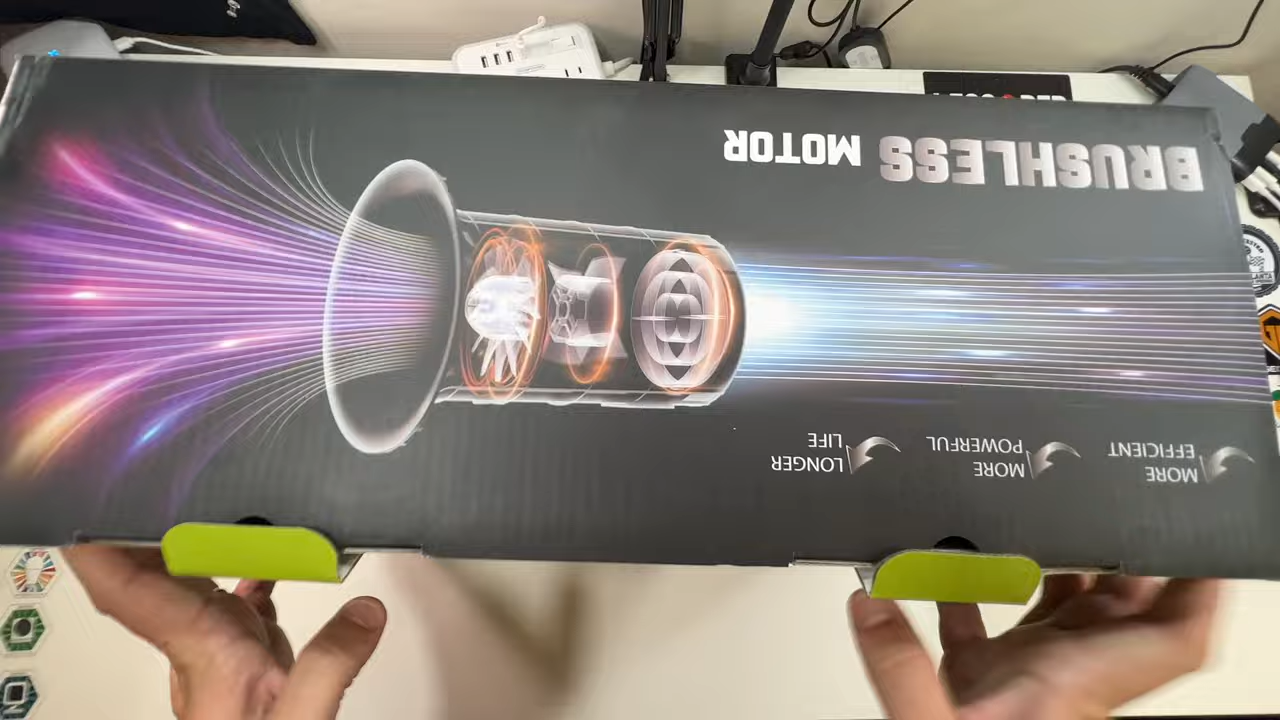 BRUSHLESS MOTOR
MORE
EFFICIENT
MORE
POWERFUL
LONGER
LIFE